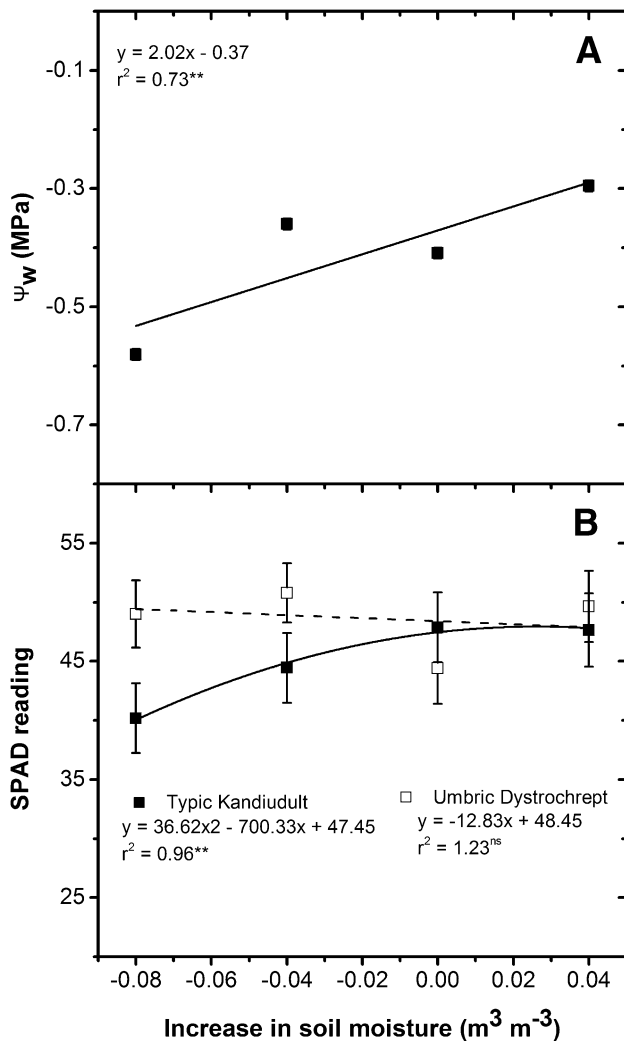 A
y = 2.02x - 0.37
r² = 0.73**
-0.1
-0.3
-0.5
-0.7
Ψw (MPa)
B
55
45
35
25
SPAD reading
Typic Kandiudult
y = 36.62x2 - 700.33x + 47.45
r² = 0.96**
Umbric Dystrochrept
y = -12.83x + 48.45
r² = 1.23ⁿˢ
-0.08 -0.06 -0.04 -0.02 0.00 0.02 0.04
Increase in soil moisture (m³ m⁻³)